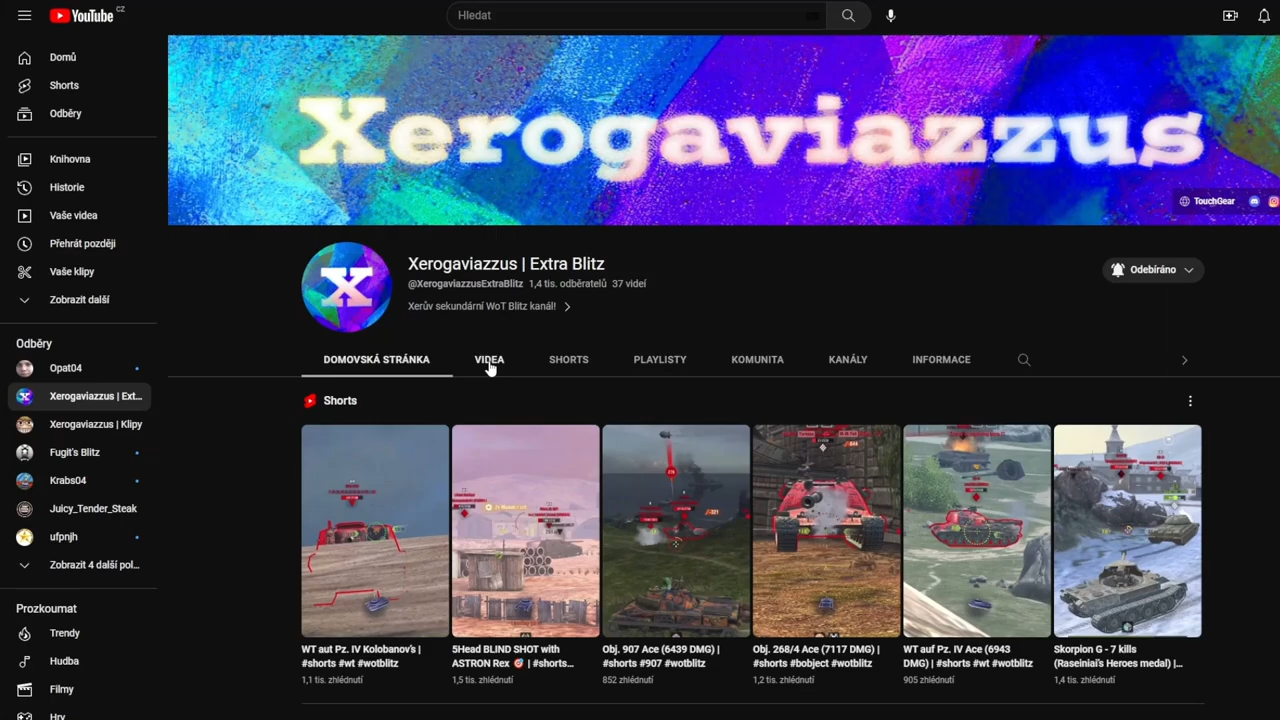 YouTube CZ
Hledat
Domů
Shorts
Odběry
Knihovna
Historie
Vaše videa
Přehrát později
Vaše klipy
Zobrazit další
Odběry
Opat04
Xerogaviazzus | Ext...
Xerogaviazzus | Klipy
Fugit's Blitz
Krabs04
Juicy_Tender_Steak
ufpnjh
Zobrazit 4 další pol...
Prozkoumat
Trendy
Hudba
Filmy
Hry
Xerogaviazzus
TouchGear
X
Xerogaviazzus | Extra Blitz
@XerogaviazzusExtraBlitz 1,4 tis. odběratelů 37 videí
Xerův sekundární WoT Blitz kanál!
Odebíráno
DOMOVSKÁ STRÁNKA VIDEA SHORTS PLAYLISTY KOMUNITA KANÁLY INFORMACE
Shorts
WT aut Pz. IV Kolobanov's |
#shorts #wt #wotblitz
1,1 tis. zhlédnutí
5Head BLIND SHOT with
ASTRON Rex 🎯 | #shorts...
1,5 tis. zhlédnutí
Obj. 907 Ace (6439 DMG) |
#shorts #907 #wotblitz
852 zhlédnutí
Obj. 268/4 Ace (7117 DMG) |
#shorts #bobject #wotblitz
1,2 tis. zhlédnutí
WT auf Pz. IV Ace (6943
DMG) | #shorts #wt #wotblitz
905 zhlédnutí
Skorpion G - 7 kills
(Raseiniai's Heroes medal) |...
1,4 tis. zhlédnutí